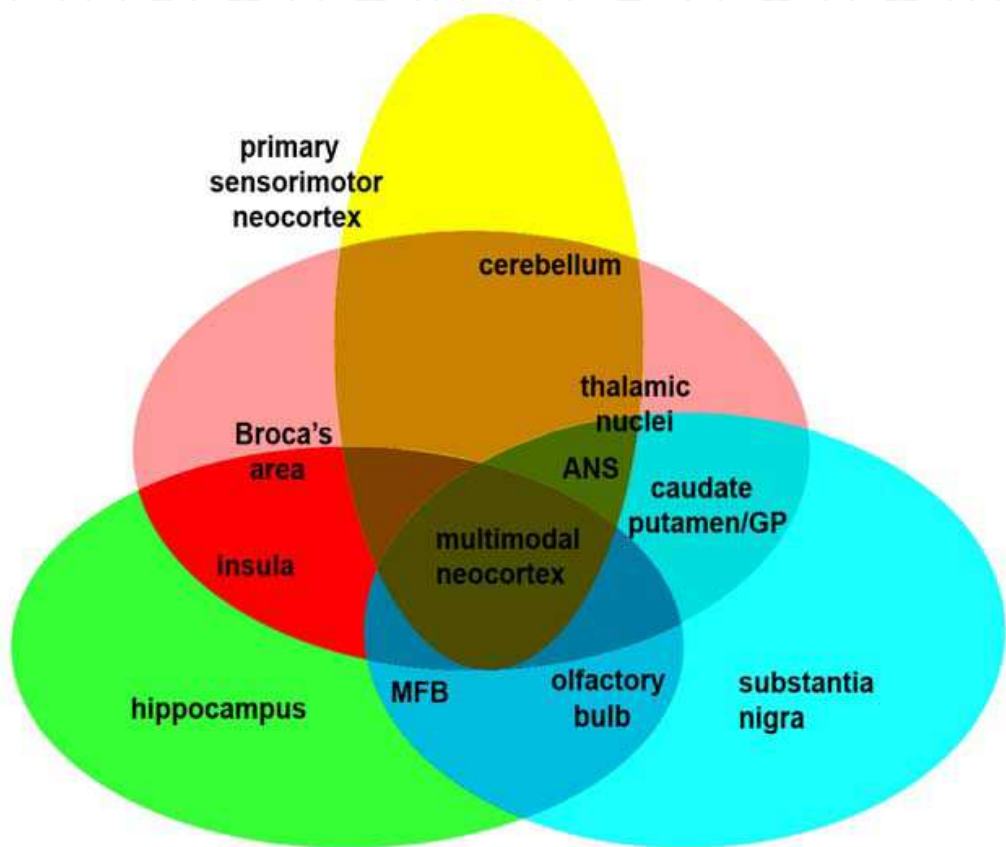 primary
sensorimotor
neocortex
cerebellum
thalamic
nuclei
Broca's
area
ANS
caudate
putamen/GP
multimodal
neocortex
insula
MFB
olfactory
bulb
substantia
nigra
hippocampus